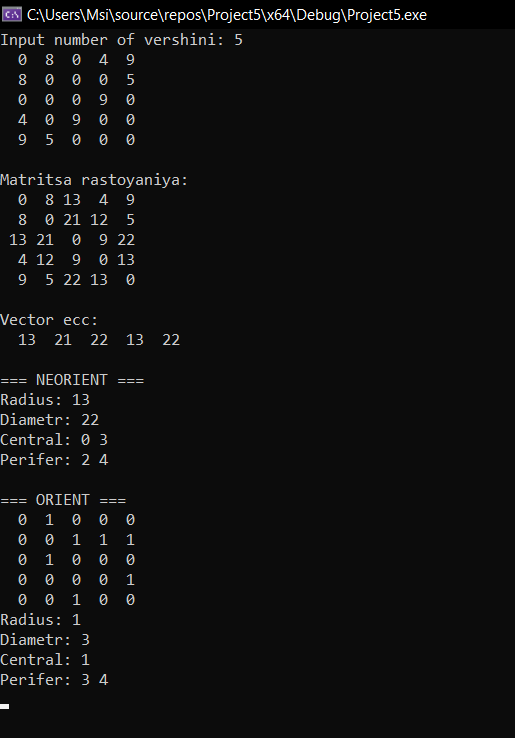 C:\Users\Msi\source\repos\Project5\x64\Debug\Project5.exe
Input number of vershini: 5
  0  8  0  4  9
  8  0  0  0  5
  0  0  0  9  0
  4  0  9  0  0
  9  5  0  0  0
Matritsa rastoyaniya:
  0  8 13  4  9
  8  0 21 12  5
 13 21  0  9 22
  4 12  9  0 13
  9  5 22 13  0
Vector ecc:
  13  21  22  13  22
=== NEORIENT ===
Radius: 13
Diametr: 22
Central: 0 3
Perifer: 2 4
=== ORIENT ===
  0  1  0  0  0
  0  0  1  1  1
  0  1  0  0  0
  0  0  0  0  1
  0  0  1  0  0
Radius: 1
Diametr: 3
Central: 1
Perifer: 3 4